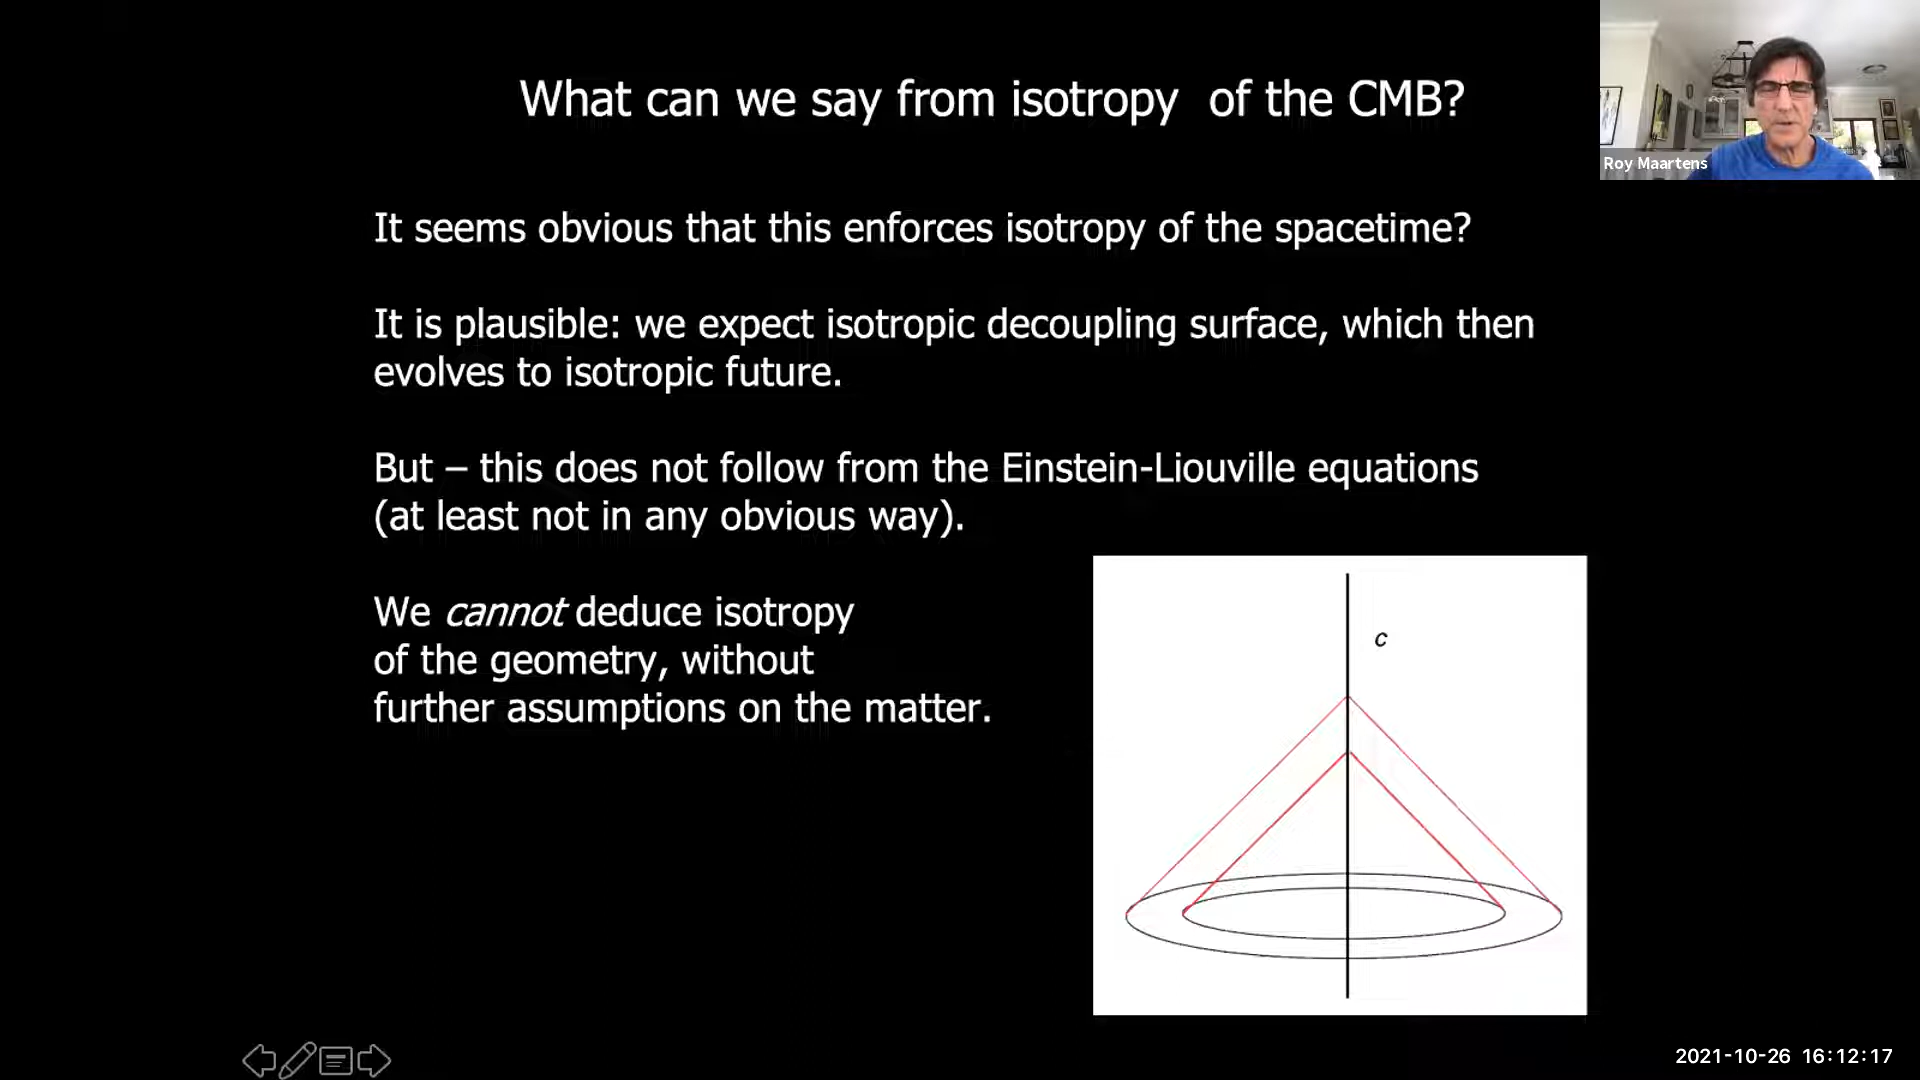 What can we say from isotropy of the CMB?
Roy Maartens
It seems obvious that this enforces isotropy of the spacetime?
It is plausible: we expect isotropic decoupling surface, which then
evolves to isotropic future.
But – this does not follow from the Einstein-Liouville equations
(at least not in any obvious way).
We cannot deduce isotropy
of the geometry, without
further assumptions on the matter.
C
2021-10-26 16:12:17